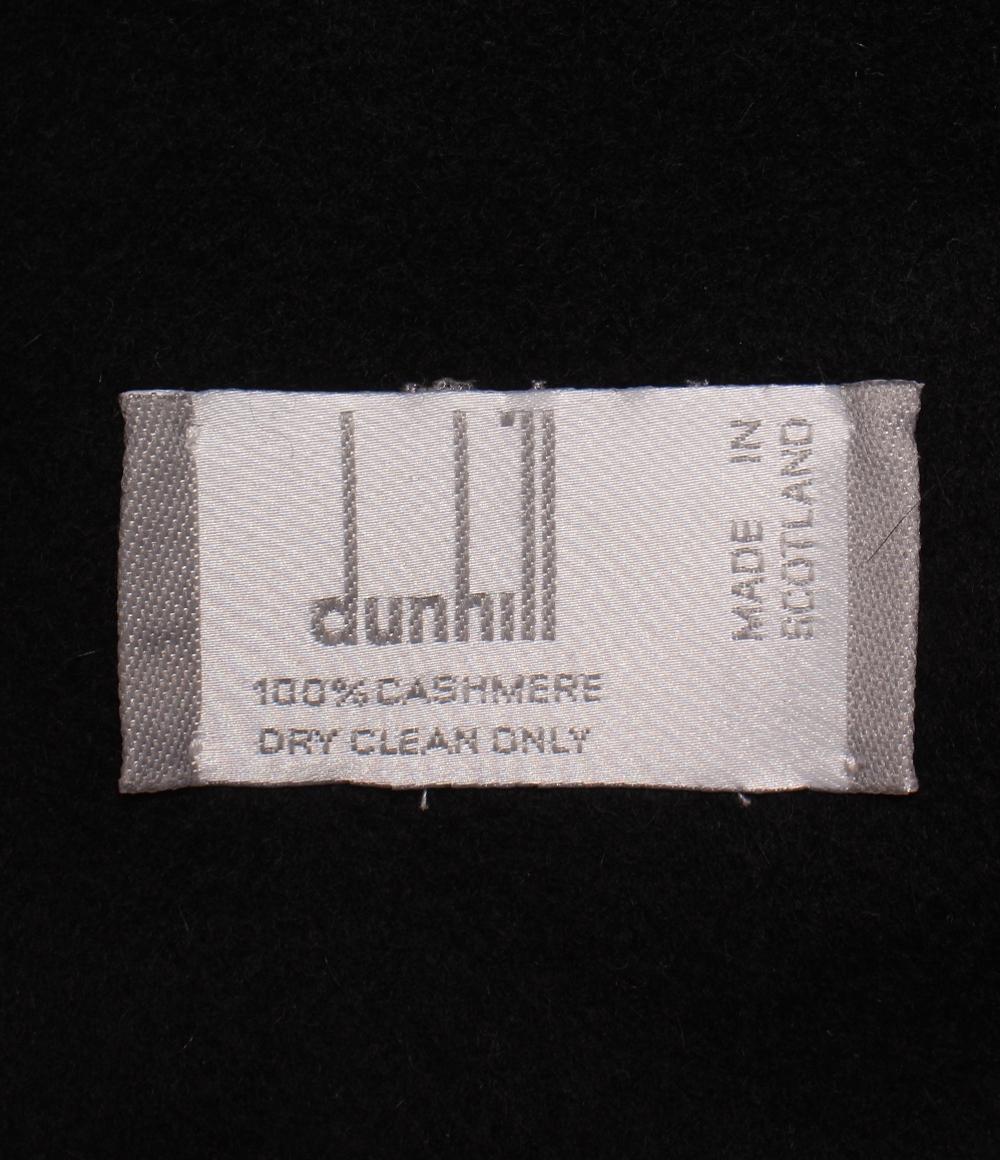 dunhill
100% CASHMERE
DRY CLEAN ONLY
MADE IN
SCOTLAND